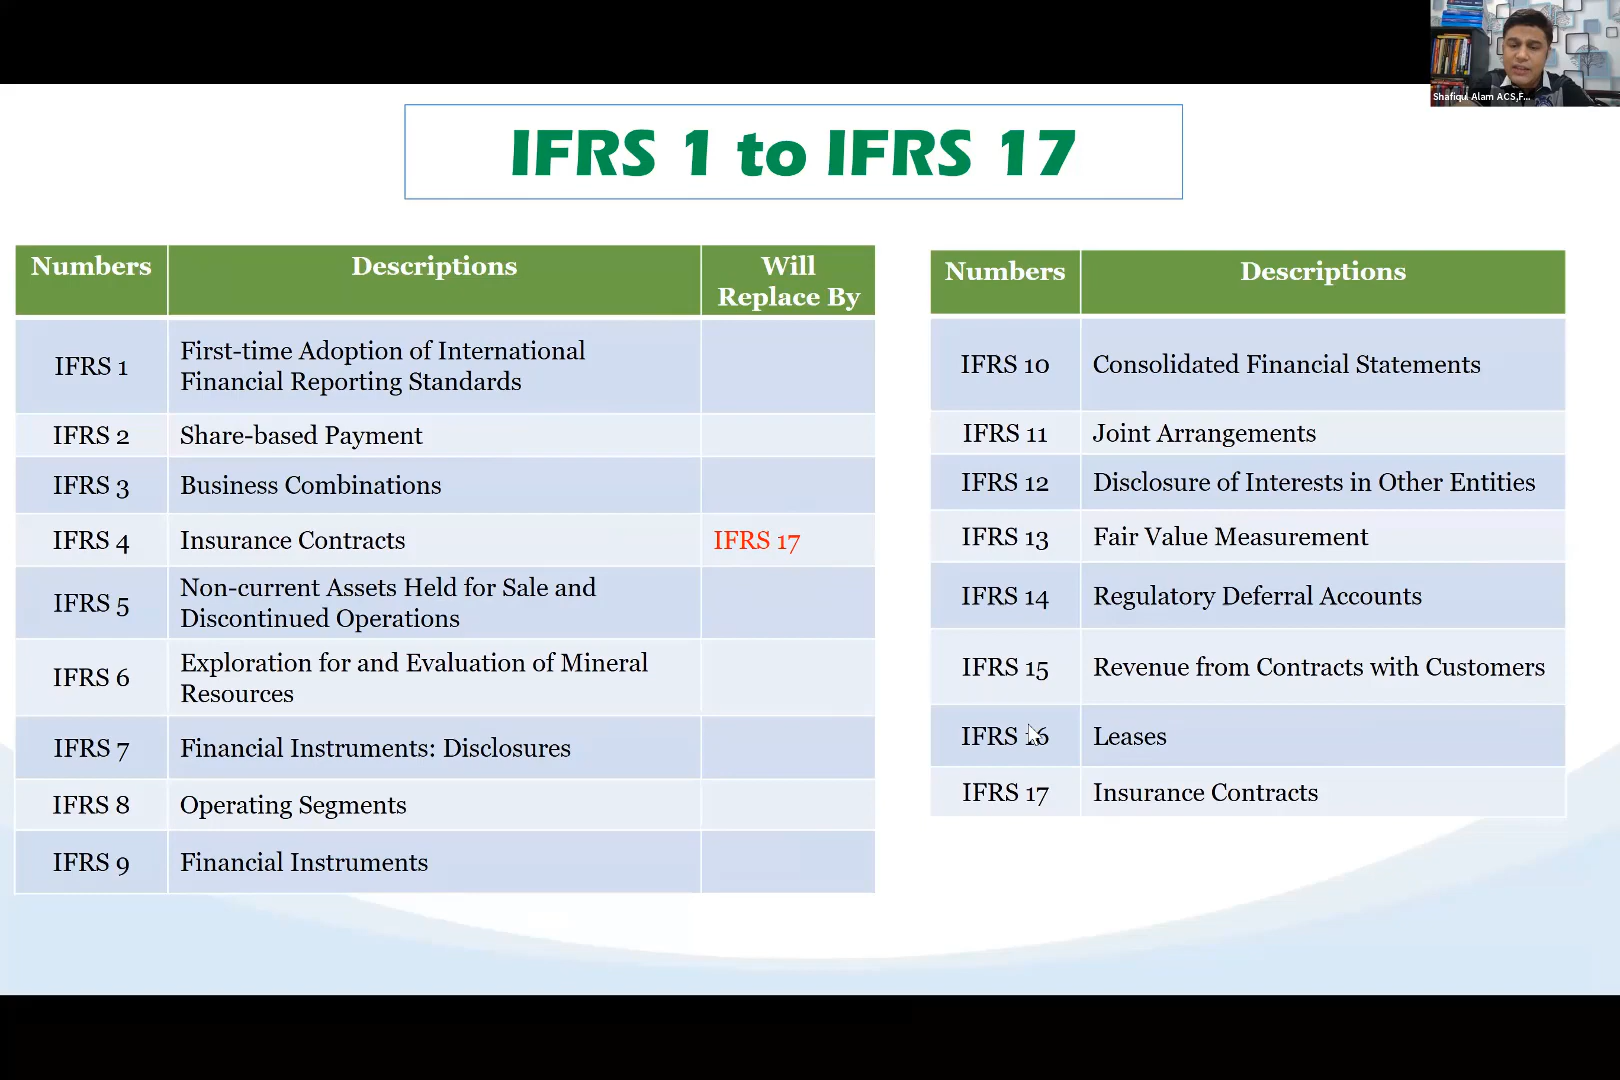 Shafiqul Alam ACS,F...
IFRS 1 to IFRS 17
Numbers Descriptions Will
Replace By
IFRS 1 First-time Adoption of International
Financial Reporting Standards
IFRS 2 Share-based Payment
IFRS 3 Business Combinations
IFRS 4 Insurance Contracts IFRS 17
IFRS 5 Non-current Assets Held for Sale and
Discontinued Operations
IFRS 6 Exploration for and Evaluation of Mineral
Resources
IFRS 7 Financial Instruments: Disclosures
IFRS 8 Operating Segments
IFRS 9 Financial Instruments
Numbers Descriptions
IFRS 10 Consolidated Financial Statements
IFRS 11 Joint Arrangements
IFRS 12 Disclosure of Interests in Other Entities
IFRS 13 Fair Value Measurement
IFRS 14 Regulatory Deferral Accounts
IFRS 15 Revenue from Contracts with Customers
IFRS 16 Leases
IFRS 17 Insurance Contracts